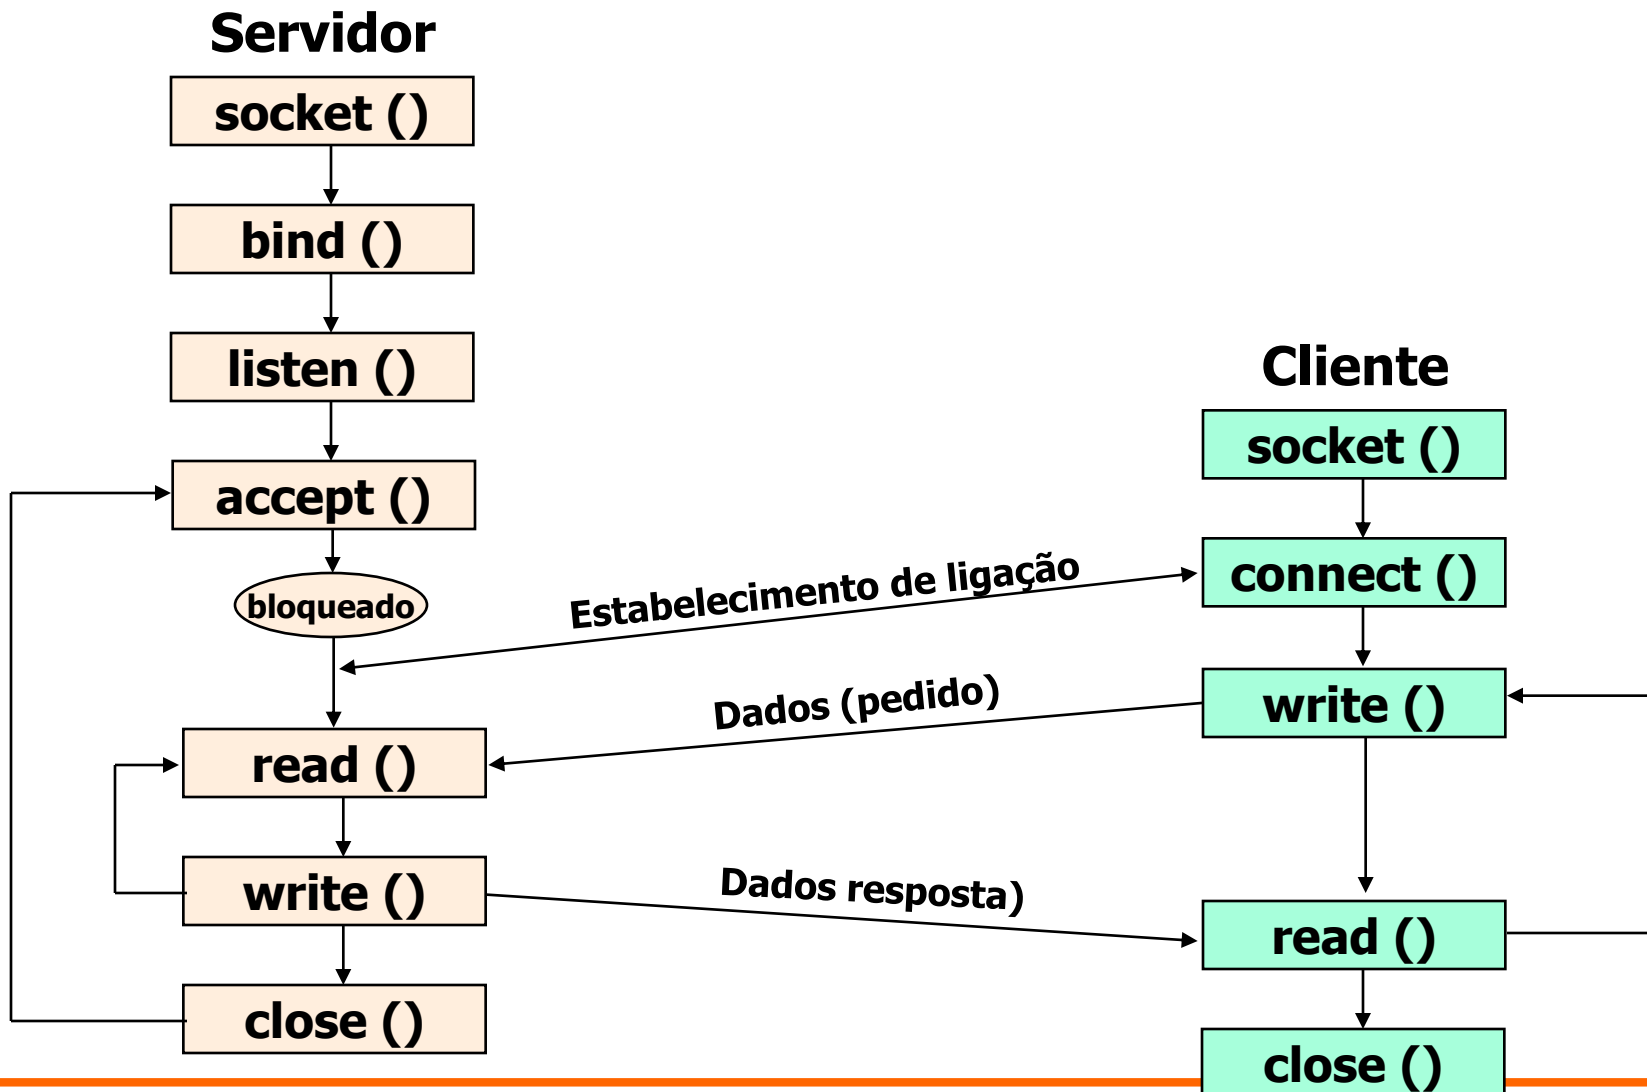 Servidor
socket ()
bind ()
listen ()
accept ()
bloqueado
read ()
write ()
close ()
Estabelecimento de ligação
Dados (pedido)
Dados resposta)
Cliente
socket ()
connect ()
write ()
read ()
close ()